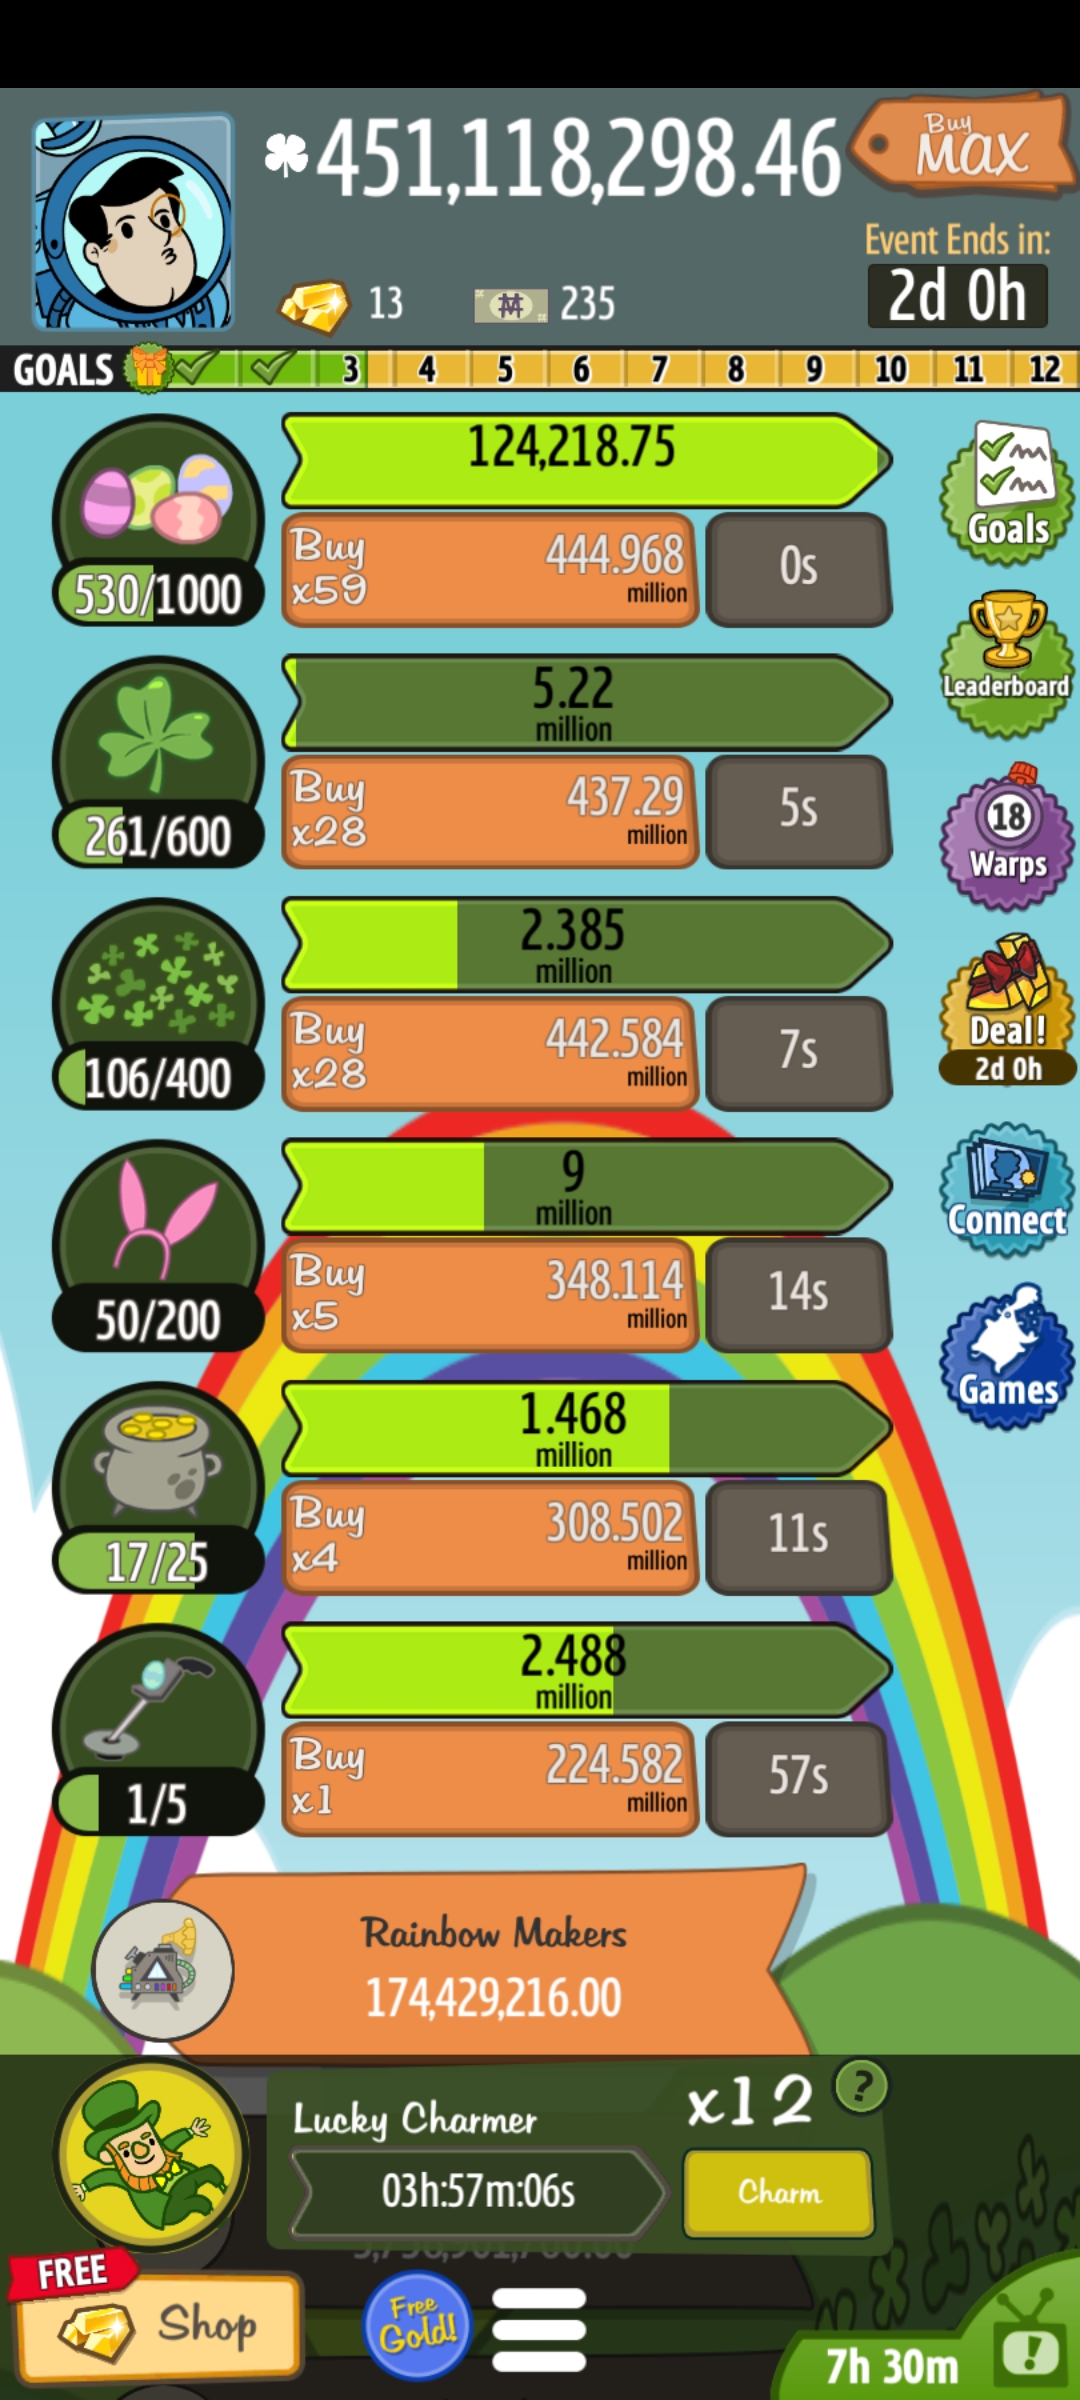 451,118,298.46
Buy
MAX
13
235
Event Ends in:
2d 0h
GOALS 3 4 5 6 7 8 9 10 11 12
124,218.75
Buy
x59
444.968
million
0s
530/1000
Goals
5.22
million
Buy
x28
437.29
million
5s
261/600
Leaderboard
2.385
million
Buy
x28
442.584
million
7s
106/400
18
Warps
Deal!
2d 0h
9
million
Buy
x5
348.114
million
14s
50/200
Connect
1.468
million
Buy
x4
308.502
million
11s
17/25
Games
2.488
million
Buy
x1
224.582
million
57s
1/5
Rainbow Makers
174,429,216.00
Lucky Charmer
x12
?
03h:57m:06s
Charm
FREE
Shop
Free
Gold!
7h 30m
!